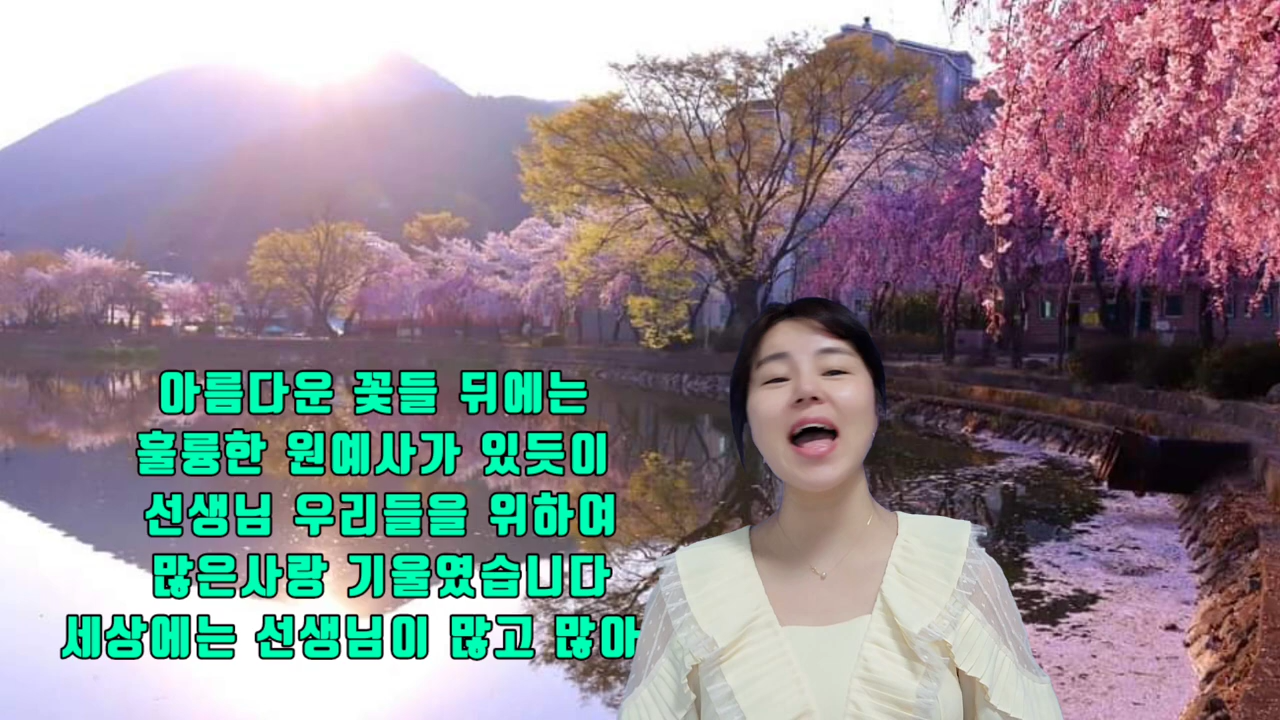 아름다운 꽃들 뒤에는
훌륭한 원예사가 있듯이
선생님 우리들을 위하여
많은사랑 기울였습니다
세상에는 선생님이 많고 많아